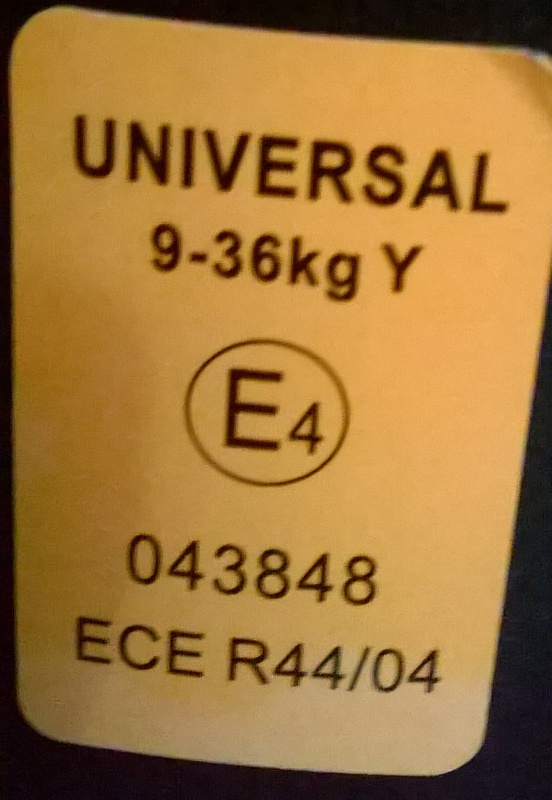 UNIVERSAL
9-36kg Y
E4
043848
ECE R44/04